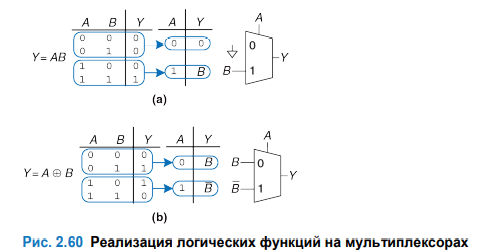 A B Y A Y A
0 0 0
0 1 0 0 0 0
Y = AB Y
1 0 0
1 1 1 1 B B 1
(a)
A B Y A Y A
0 0 0
0 1 1 0 B B 0
Y = A ⊕ B Y
1 0 1
1 1 0 1 B̅ B̅ 1
(b)
Рис. 2.60 Реализация логических функций на мультиплексорах